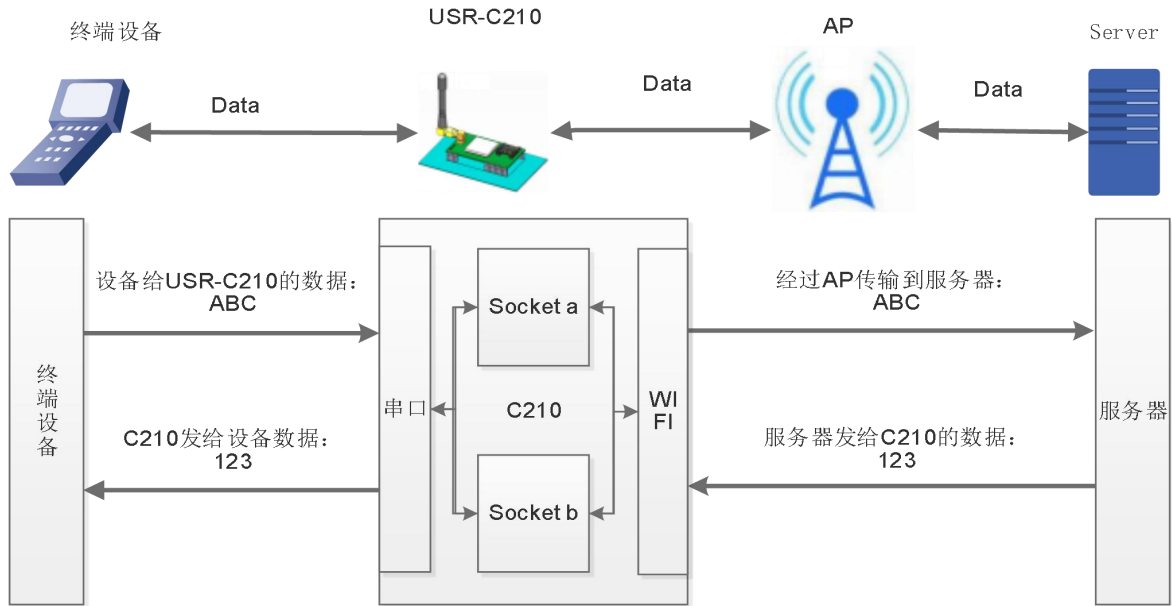 终端设备
USR-C210
AP
Server
Data
Data
Data
设备给USR-C210的数据：
ABC
经过AP传输到服务器：
ABC
Socket a
终端设备
串口
C210
WI
FI
服务器
C210发给设备数据：
123
服务器发给C210的数据：
123
Socket b